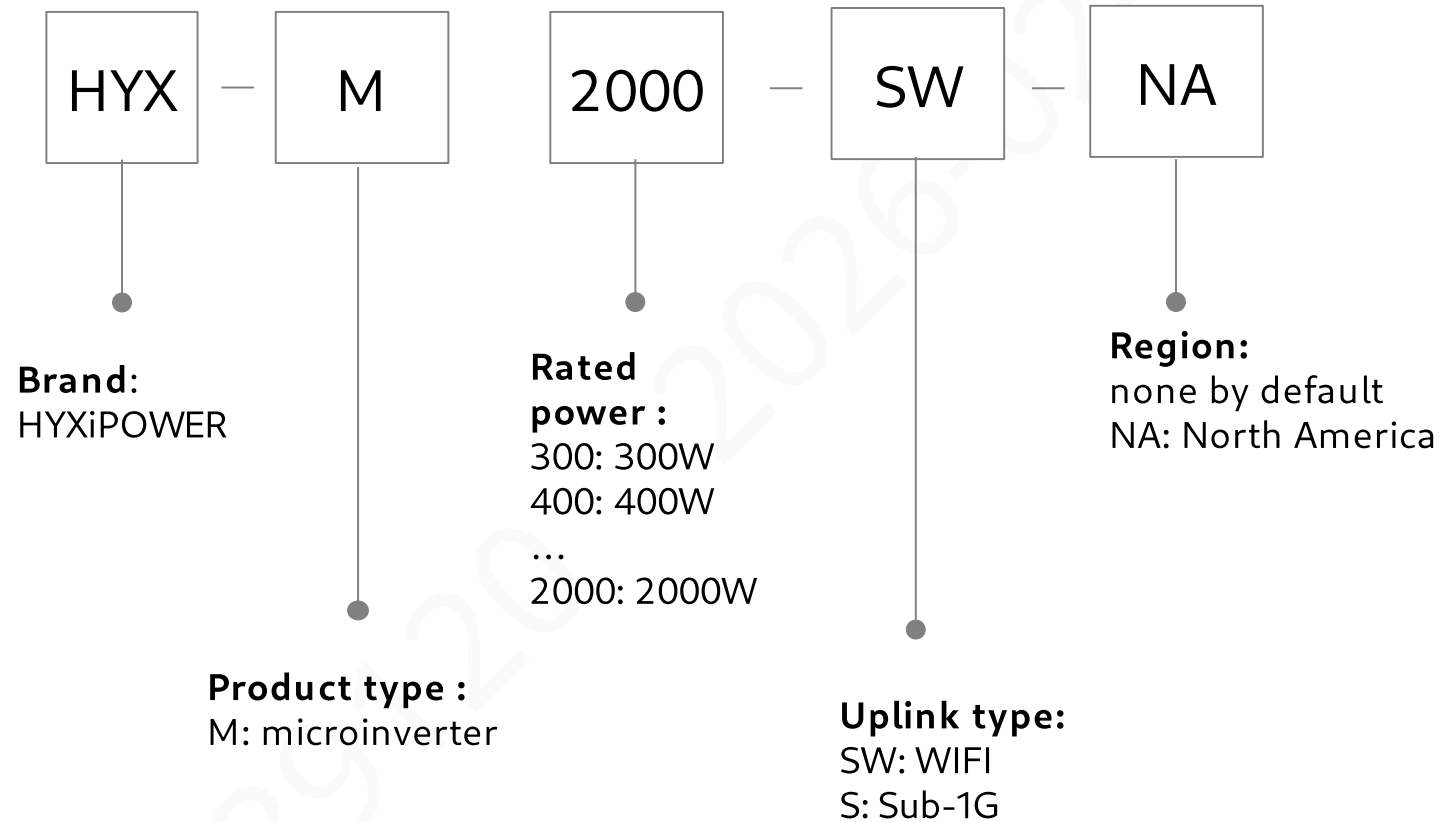 HYX – M 2000 – SW – NA
Brand:
HYXiPOWER
Product type :
M: microinverter
Rated
power :
300: 300W
400: 400W
...
2000: 2000W
Uplink type:
SW: WIFI
S: Sub-1G
Region:
none by default
NA: North America